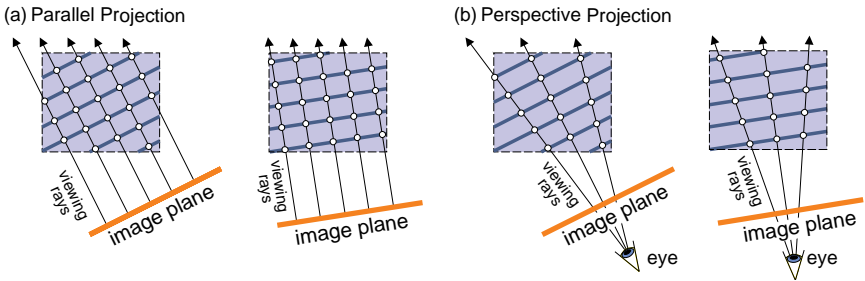 (a) Parallel Projection
viewing
rays
image plane
viewing
rays
image plane
(b) Perspective Projection
viewing
rays
image plane
eye
viewing
rays
image plane
eye